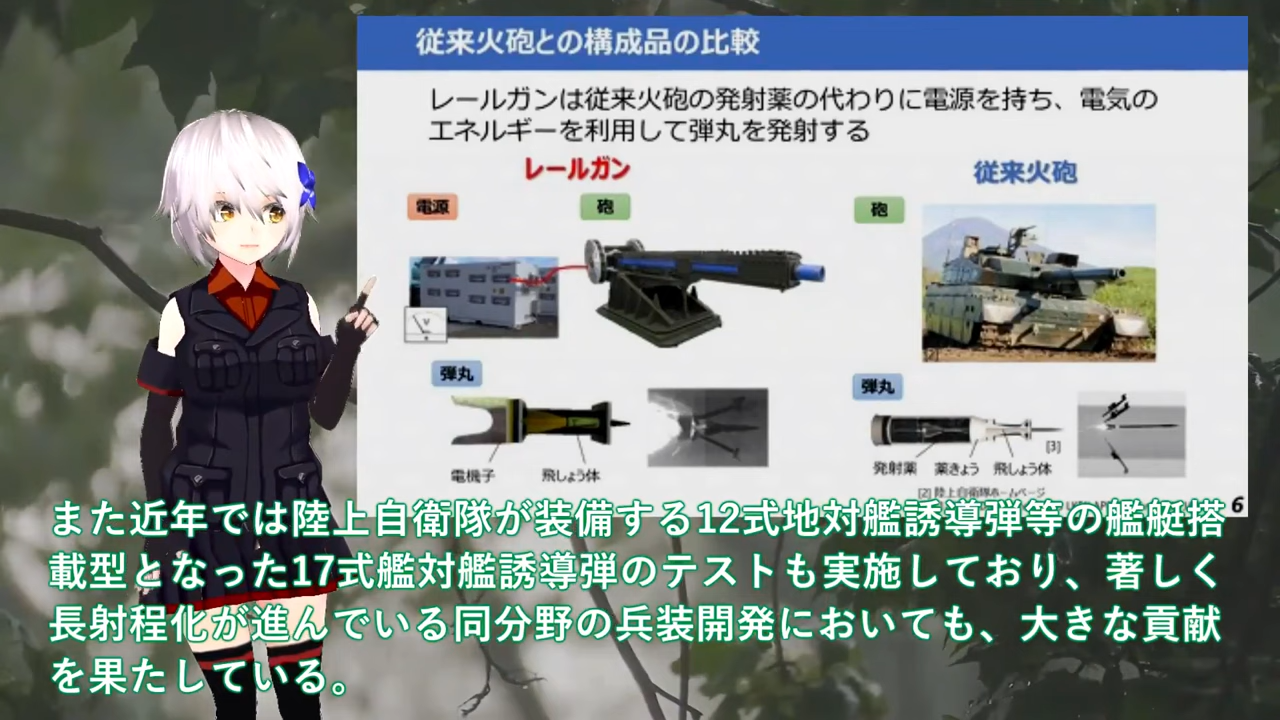 従来火砲との構成品の比較
レールガンは従来火砲の発射薬の代わりに電源を持ち、電気の
エネルギーを利用して弾丸を発射する
レールガン
従来火砲
電源
砲
砲
V
[2]
弾丸
弾丸
[3]
電機子
飛しょう体
発射薬
薬きょう
飛しょう体
[2] 陸上自衛隊ホームページ
6
また近年では陸上自衛隊が装備する12式地対艦誘導弾等の艦艇搭
載型となった17式艦対艦誘導弾のテストも実施しており、著しく
長射程化が進んでいる同分野の兵装開発においても、大きな貢献
を果たしている。